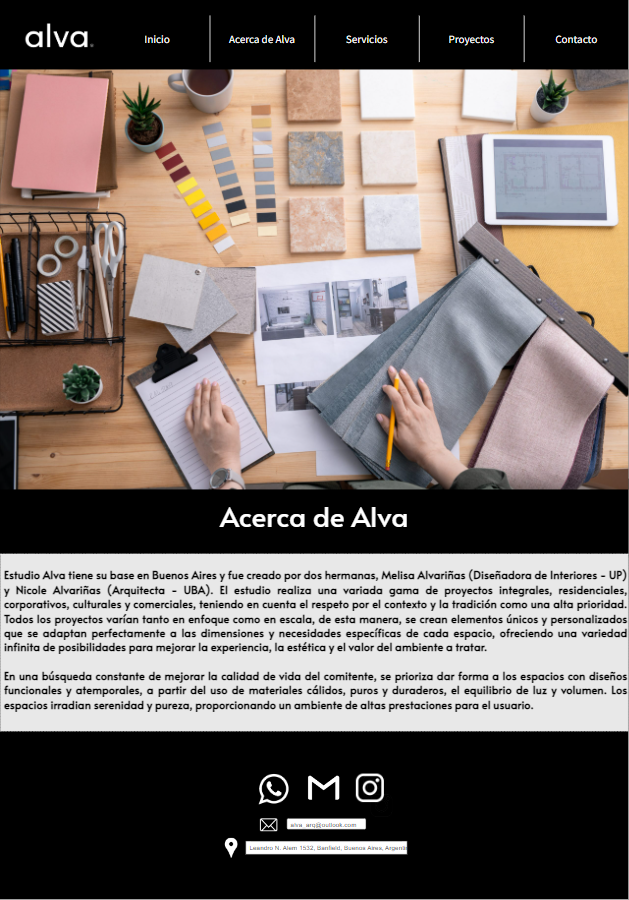 alva.
Inicio
Acerca de Alva
Servicios
Proyectos
Contacto
Acerca de Alva
Estudio Alva tiene su base en Buenos Aires y fue creado por dos hermanas, Melisa Alvariñas (Diseñadora de Interiores - UP)
y Nicole Alvariñas (Arquitecta - UBA). El estudio realiza una variada gama de proyectos integrales, residenciales,
corporativos, culturales y comerciales, teniendo en cuenta el respeto por el contexto y la tradición como una alta prioridad.
Todos los proyectos varían tanto en enfoque como en escala, de esta manera, se crean elementos únicos y personalizados
que se adaptan perfectamente a las dimensiones y necesidades específicas de cada espacio, ofreciendo una variedad
infinita de posibilidades para mejorar la experiencia, la estética y el valor del ambiente a tratar.
En una búsqueda constante de mejorar la calidad de vida del comitente, se prioriza dar forma a los espacios con diseños
funcionales y atemporales, a partir del uso de materiales cálidos, puros y duraderos, el equilibrio de luz y volumen. Los
espacios irradian serenidad y pureza, proporcionando un ambiente de altas prestaciones para el usuario.
alva_arq@outlook.com
Leandro N. Alem 1532, Banfield, Buenos Aires, Argentin